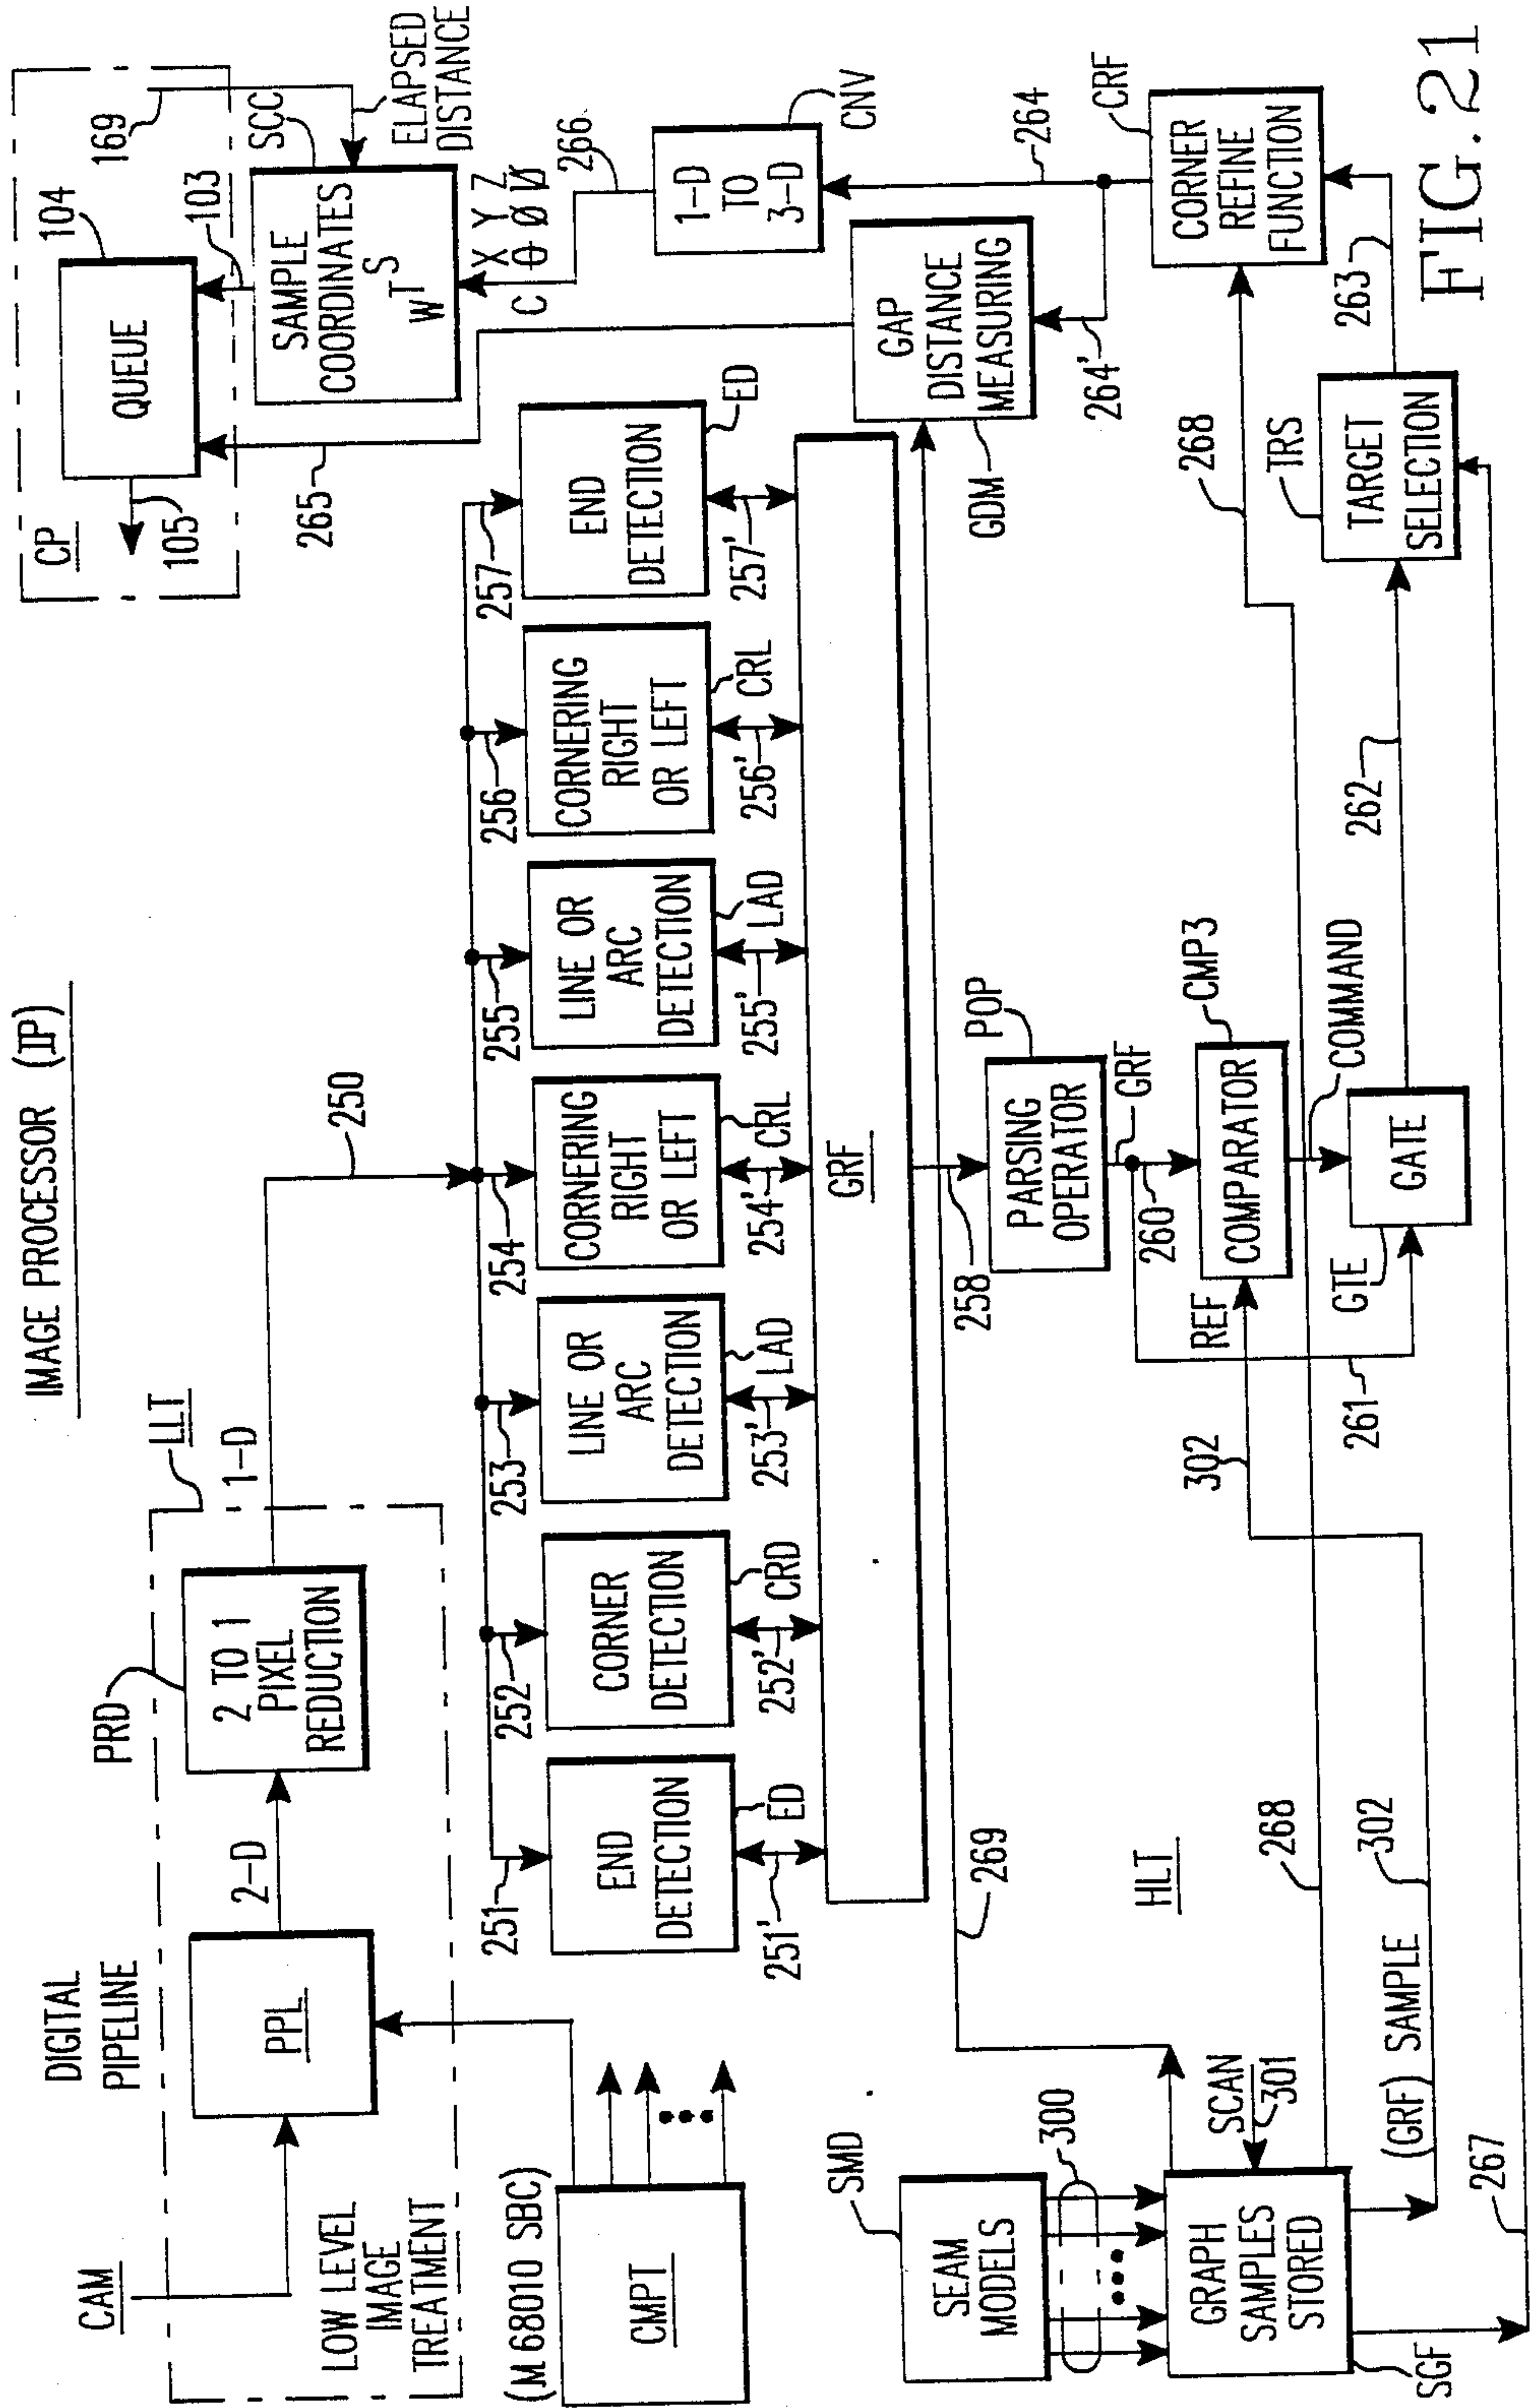 IMAGE PROCESSOR (IP)
CAM
DIGITAL
PIPELINE
PPL
2-D
PRD
2 TO 1
PIXEL
REDUCTION
LLT
1-D
250
LOW LEVEL
IMAGE
TREATMENT
(M 68010 SBC)
CMPT
251
END
DETECTION
ED
251'
252
CORNER
DETECTION
CRD
252'
253
LINE OR
ARC
DETECTION
LAD
253'
254
CORNERING
RIGHT
OR LEFT
CRL
254'
255
LINE OR
ARC
DETECTION
LAD
255'
256
CORNERING
RIGHT
OR LEFT
CRL
256'
257
END
DETECTION
ED
257'
GRF
CP
105
QUEUE
104
169
265
103
SCC
SAMPLE
COORDINATES
W T S
ELAPSED
DISTANCE
X Y Z
C θ Ø ψ
266
1-D
TO
3-D
CNV
GAP
DISTANCE
MEASURING
GDM
264'
264
CRF
CORNER
REFINE
FUNCTION
263
268
TRS
TARGET
SELECTION
262
258
PARSING
OPERATOR
POP
GRF
260
COMPARATOR
CMP3
REF
COMMAND
GATE
GTE
261
302
269
HLT
SMD
SEAM
MODELS
300
SCAN
301
GRAPH
SAMPLES
STORED
SGF
268
(GRF) SAMPLE
302
267
FIG. 21